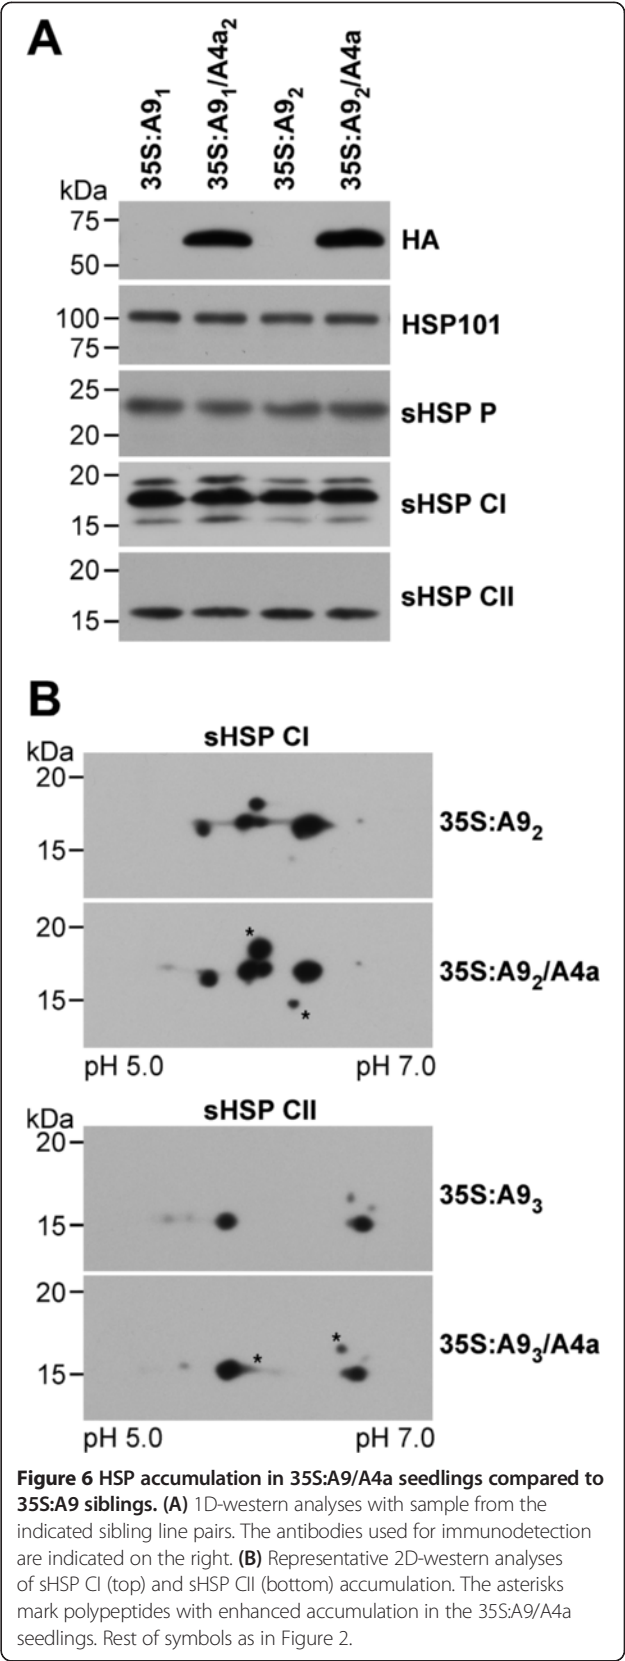 A
35S:A9₁
35S:A9₁/A4a₂
35S:A9₂
35S:A9₂/A4a
kDa
75
50
HA
100
75
HSP101
25
20
sHSP P
20
15
sHSP CI
20
15
sHSP CII
B
sHSP CI
kDa
20
15
35S:A9₂
20
*
15
*
35S:A9₂/A4a
pH 5.0 pH 7.0
sHSP CII
kDa
20
15
35S:A9₃
20
*
*
15
35S:A9₃/A4a
pH 5.0 pH 7.0
Figure 6 HSP accumulation in 35S:A9/A4a seedlings compared to
35S:A9 siblings. (A) 1D-western analyses with sample from the
indicated sibling line pairs. The antibodies used for immunodetection
are indicated on the right. (B) Representative 2D-western analyses
of sHSP CI (top) and sHSP CII (bottom) accumulation. The asterisks
mark polypeptides with enhanced accumulation in the 35S:A9/A4a
seedlings. Rest of symbols as in Figure 2.